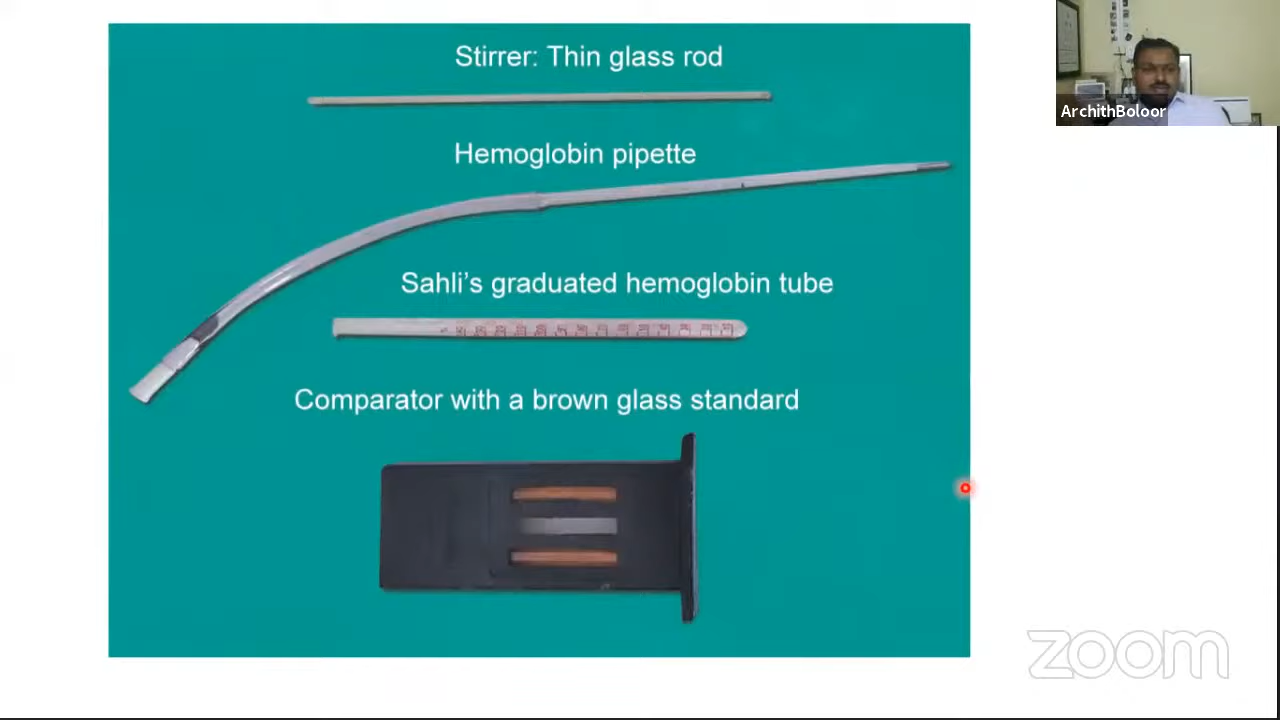 Stirrer: Thin glass rod
ArchithBoloor
Hemoglobin pipette
Sahli's graduated hemoglobin tube
Comparator with a brown glass standard
zoom